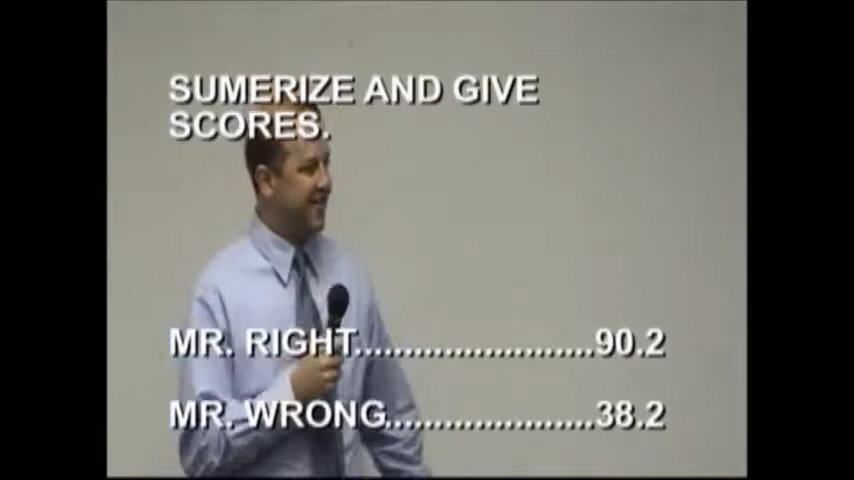 SUMERIZE AND GIVE
SCORES.
MR. RIGHT.......................90.2
MR. WRONG....................38.2